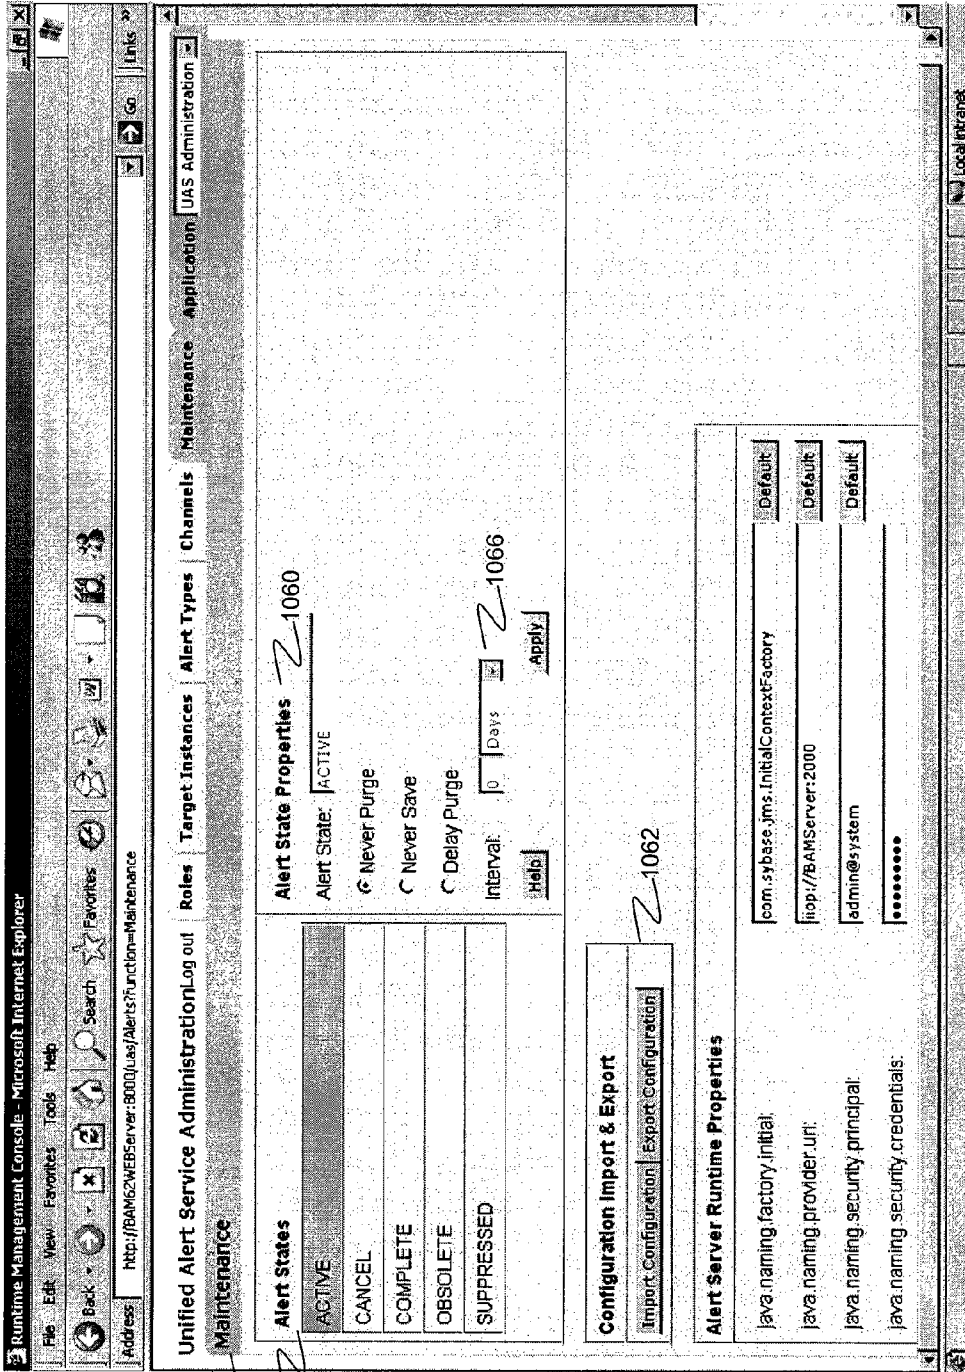 Runtime Management Console - Microsoft Internet Explorer
File Edit View Favorites Tools Help
Back Search Favorites
Address http://BAM62WEBServer:8000/uas/Alerts?function=Maintenance Go Links »
Unified Alert Service AdministrationLog out Roles Target Instances Alert Types Channels Maintenance Application UAS Administration
Maintenance
Alert States
ACTIVE
CANCEL
COMPLETE
OBSOLETE
SUPPRESSED
Alert State Properties 1060
Alert State: ACTIVE
Never Purge
Never Save
Delay Purge
Interval: 0 Days 1066
Help Apply
Configuration Import & Export
Import Configuration Export Configuration 1062
Alert Server Runtime Properties
java.naming.factory.initial: com.sybase.jms.InitialContextFactory Default
java.naming.provider.url: iiop://BAMServer:2000 Default
java.naming.security.principal: admin@system Default
java.naming.security.credentials: ••••••••
Local intranet